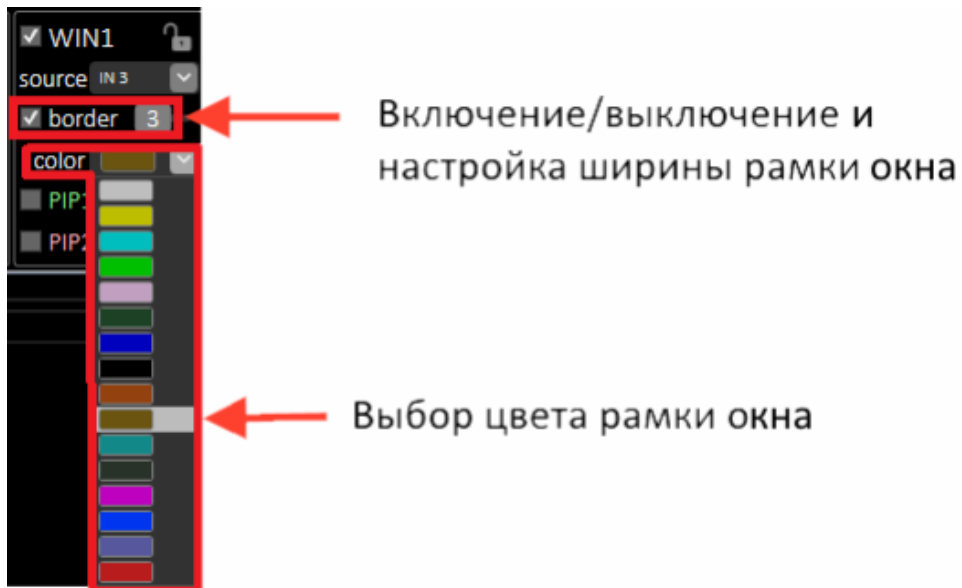 WIN1
source IN 3
border 3
Включение/выключение и
настройка ширины рамки окна
color
PIP1
PIP2
Выбор цвета рамки окна